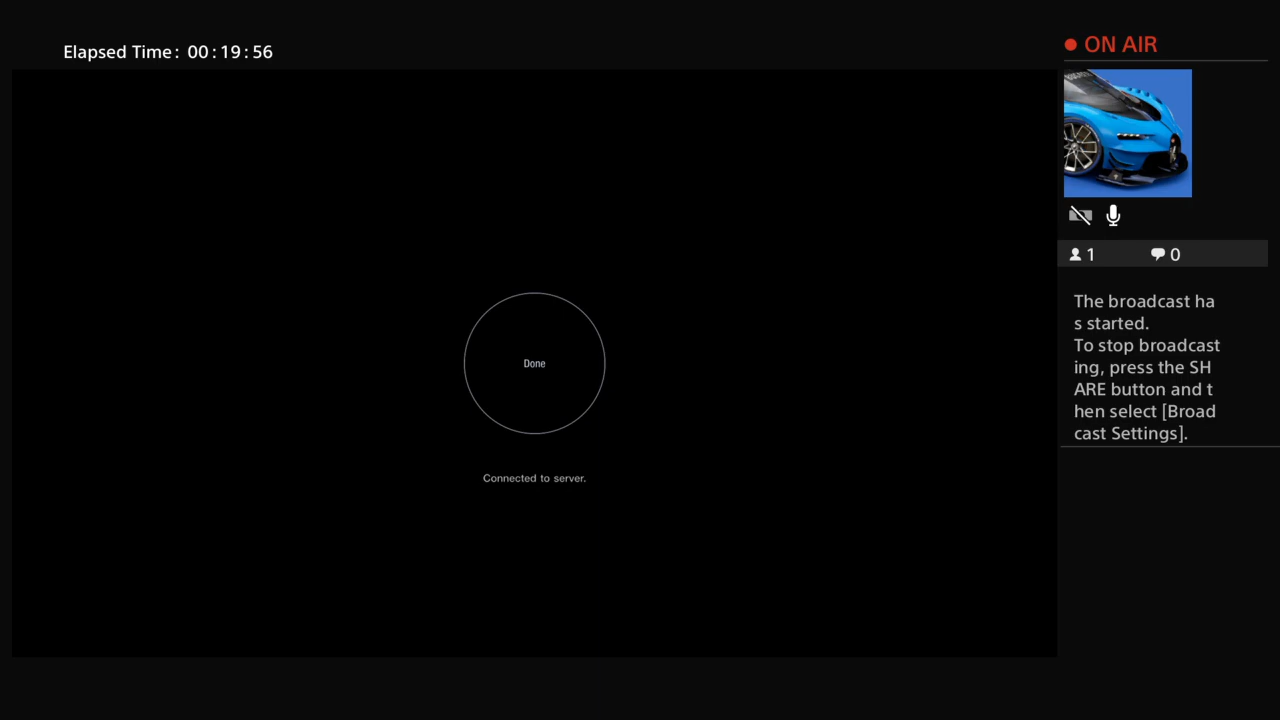 Elapsed Time: 00:19:56
ON AIR
1 0
The broadcast ha
s started.
To stop broadcast
ing, press the SH
ARE button and t
hen select [Broad
cast Settings].
Done
Connected to server.